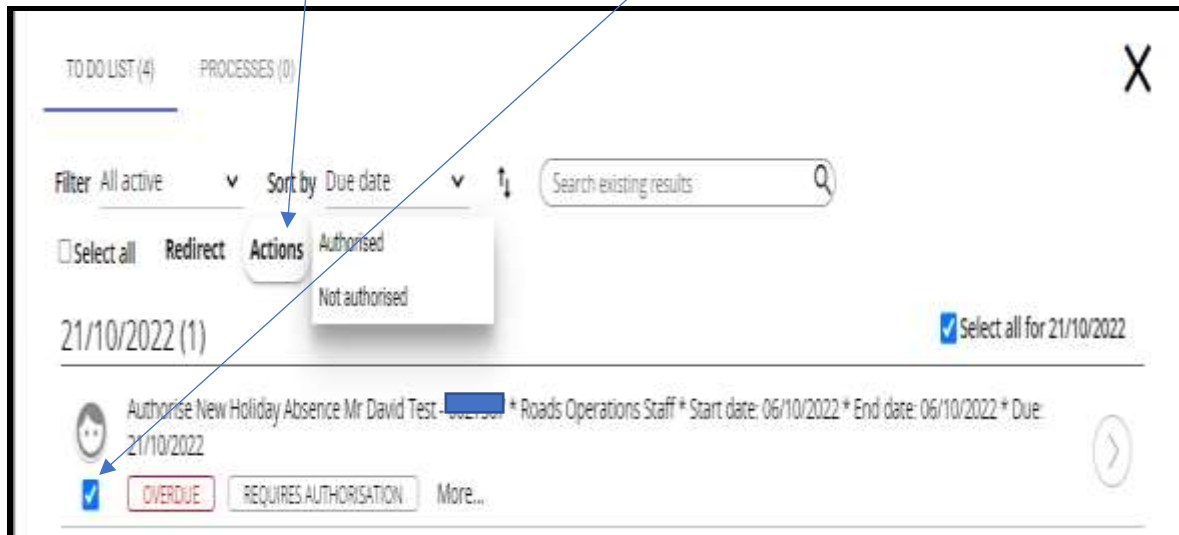 TO DO LIST (4) PROCESSES (0) X
Filter All active Sort by Due date Search existing results
Select all Redirect Actions Authorised
Not authorised
21/10/2022 (1) Select all for 21/10/2022
Authorise New Holiday Absence Mr David Test - * Roads Operations Staff * Start date: 06/10/2022 * End date: 06/10/2022 * Due:
21/10/2022
OVERDUE REQUIRES AUTHORISATION More...